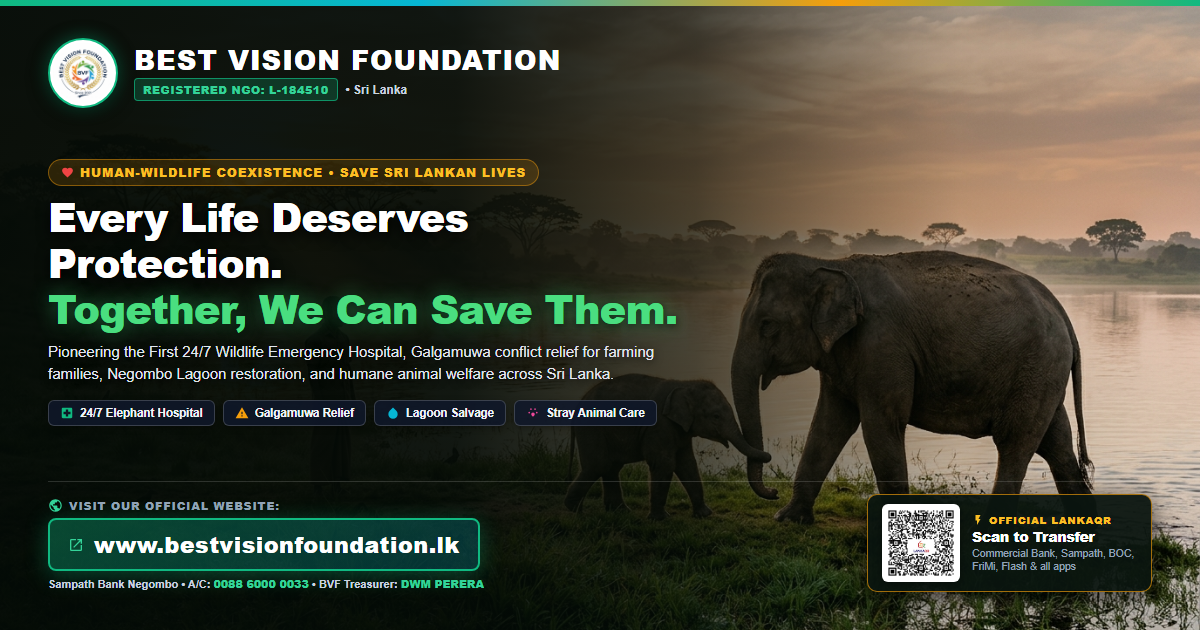 BEST VISION FOUNDATION
BVF
BEST VISION FOUNDATION
REGISTERED NGO: L-184510 • Sri Lanka
HUMAN-WILDLIFE COEXISTENCE • SAVE SRI LANKAN LIVES
Every Life Deserves
Protection.
Together, We Can Save Them.
Pioneering the First 24/7 Wildlife Emergency Hospital, Galgamuwa conflict relief for farming
families, Negombo Lagoon restoration, and humane animal welfare across Sri Lanka.
24/7 Elephant Hospital Galgamuwa Relief Lagoon Salvage Stray Animal Care
VISIT OUR OFFICIAL WEBSITE:
www.bestvisionfoundation.lk
Sampath Bank Negombo • A/C: 0088 6000 0033 • BVF Treasurer: DWM PERERA
OFFICIAL LANKAQR
Scan to Transfer
Commercial Bank, Sampath, BOC,
FriMi, Flash & all apps